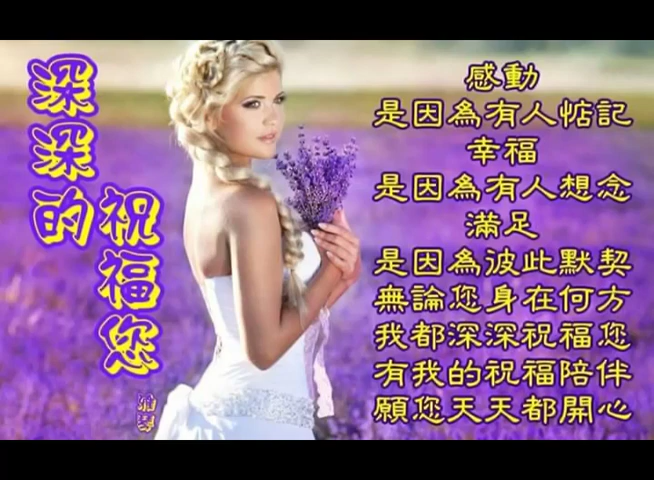 深深的
祝福您
雅琴
感動
是因為有人惦記
幸福
是因為有人想念
滿足
是因為彼此默契
無論您身在何方
我都深深祝福您
有我的祝福陪伴
願您天天都開心